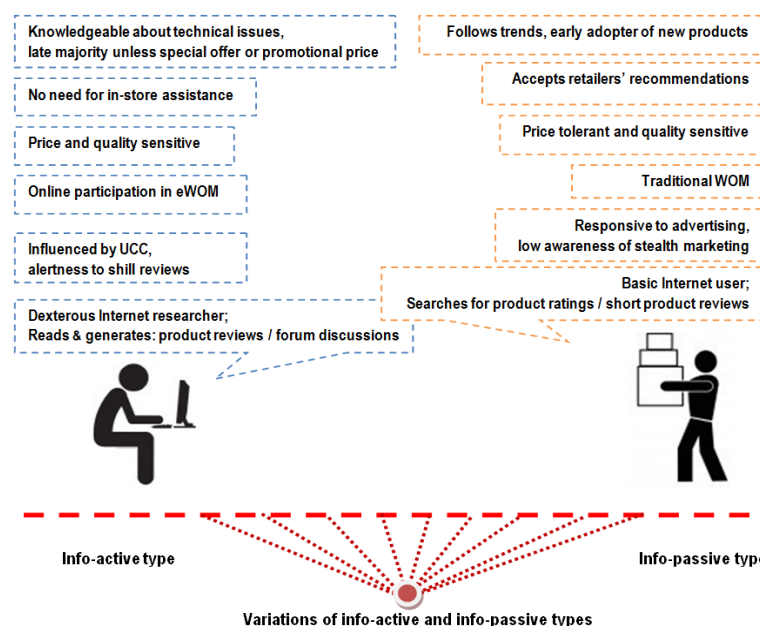 Knowledgeable about technical issues,
late majority unless special offer or promotional price
No need for in-store assistance
Price and quality sensitive
Online participation in eWOM
Influenced by UCC,
alertness to shill reviews
Dexterous Internet researcher;
Reads & generates: product reviews / forum discussions
Follows trends, early adopter of new products
Accepts retailers’ recommendations
Price tolerant and quality sensitive
Traditional WOM
Responsive to advertising,
low awareness of stealth marketing
Basic Internet user;
Searches for product ratings / short product reviews
Info-active type
Info-passive type
Variations of info-active and info-passive types